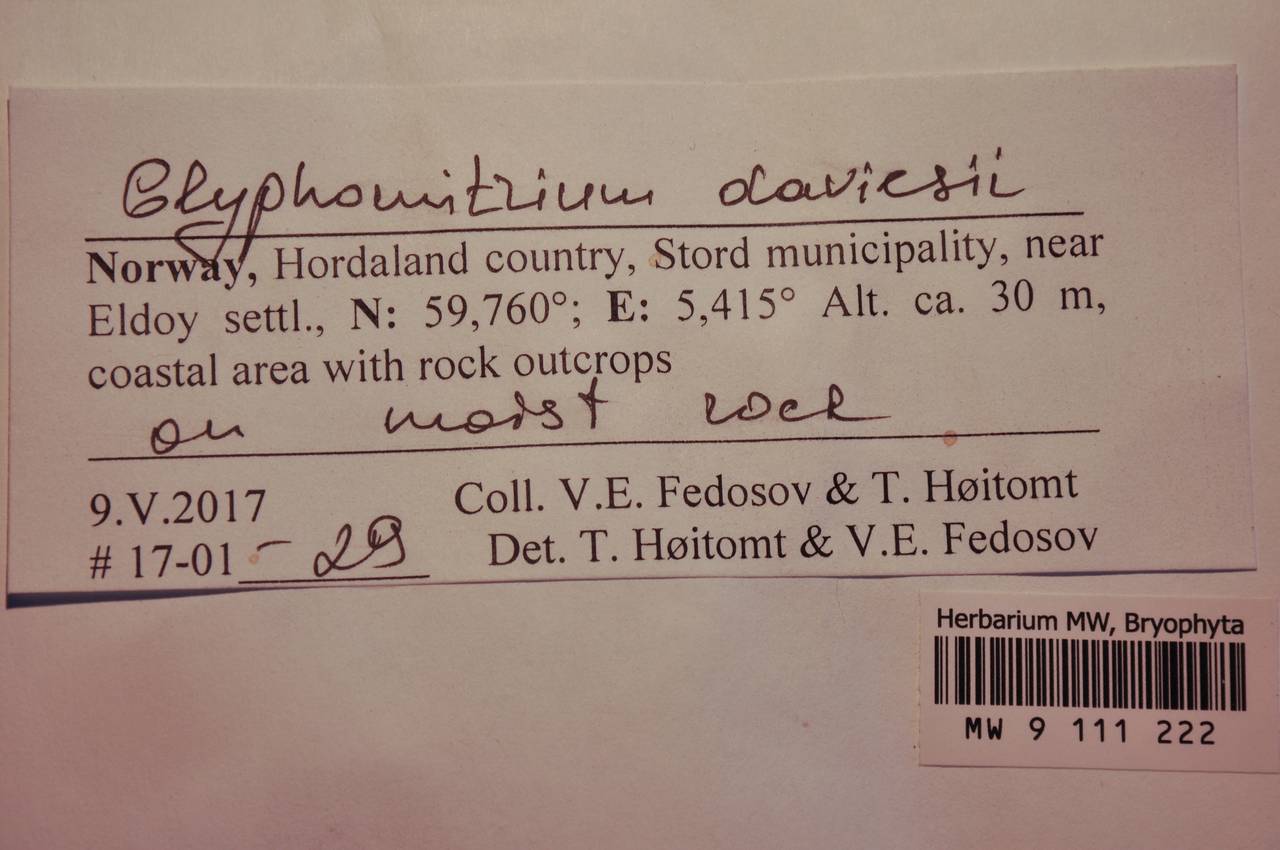 Glyphomitrium daviesii
Norway, Hordaland country, Stord municipality, near
Eldoy settl., N: 59,760°; E: 5,415° Alt. ca. 30 m,
coastal area with rock outcrops
on moist rock
9.V.2017 Coll. V.E. Fedosov & T. Høitomt
# 17-01 - 29 Det. T. Høitomt & V.E. Fedosov
Herbarium MW, Bryophyta
MW 9 111 222